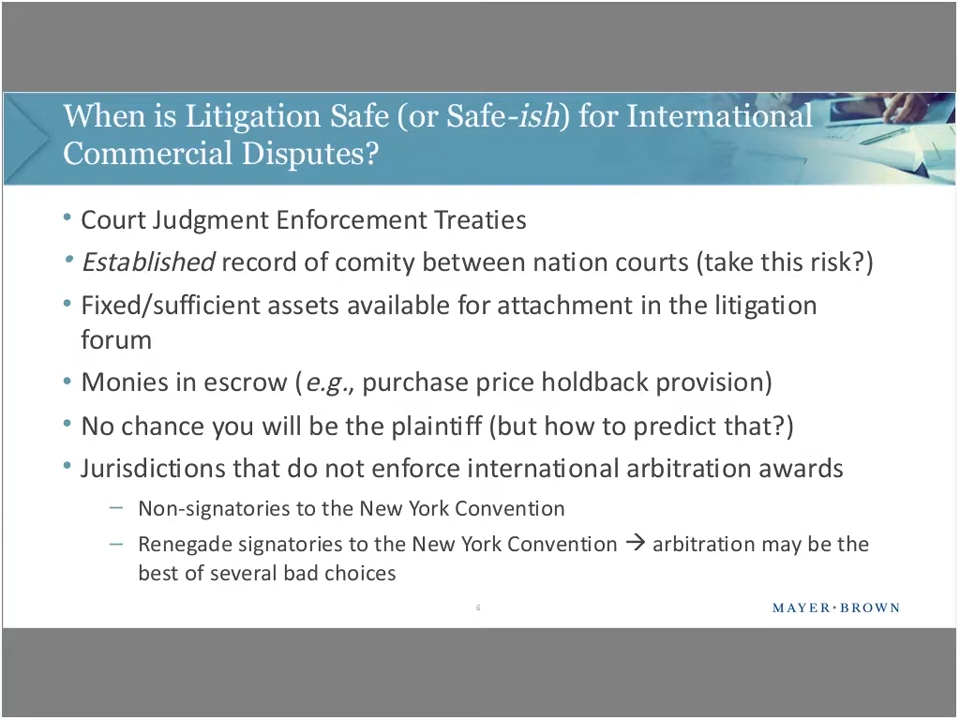 When is Litigation Safe (or Safe-ish) for International
Commercial Disputes?
• Court Judgment Enforcement Treaties
• Established record of comity between nation courts (take this risk?)
• Fixed/sufficient assets available for attachment in the litigation
forum
• Monies in escrow (e.g., purchase price holdback provision)
• No chance you will be the plaintiff (but how to predict that?)
• Jurisdictions that do not enforce international arbitration awards
– Non-signatories to the New York Convention
– Renegade signatories to the New York Convention → arbitration may be the
best of several bad choices
6
MAYER•BROWN